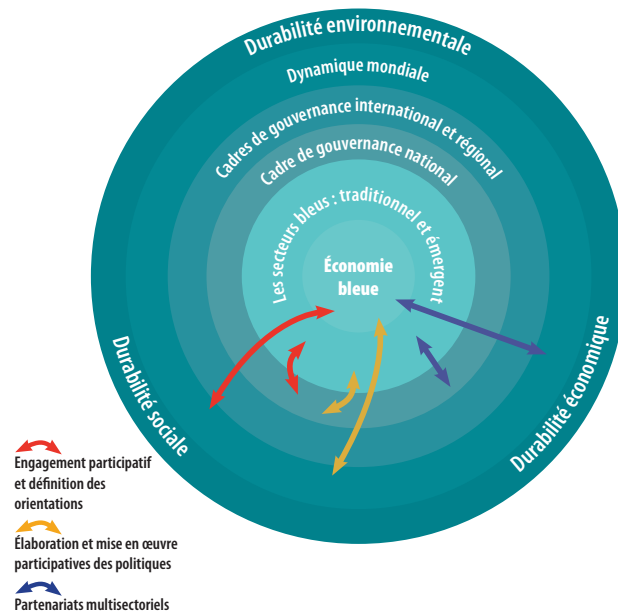 Durabilité environnementale
Dynamique mondiale
Cadres de gouvernance international et régional
Cadre de gouvernance national
Les secteurs bleus : traditionnel et émergent
Économie
bleue
Durabilité sociale
Durabilité économique
Engagement participatif
et définition des
orientations
Élaboration et mise en œuvre
participatives des politiques
Partenariats multisectoriels